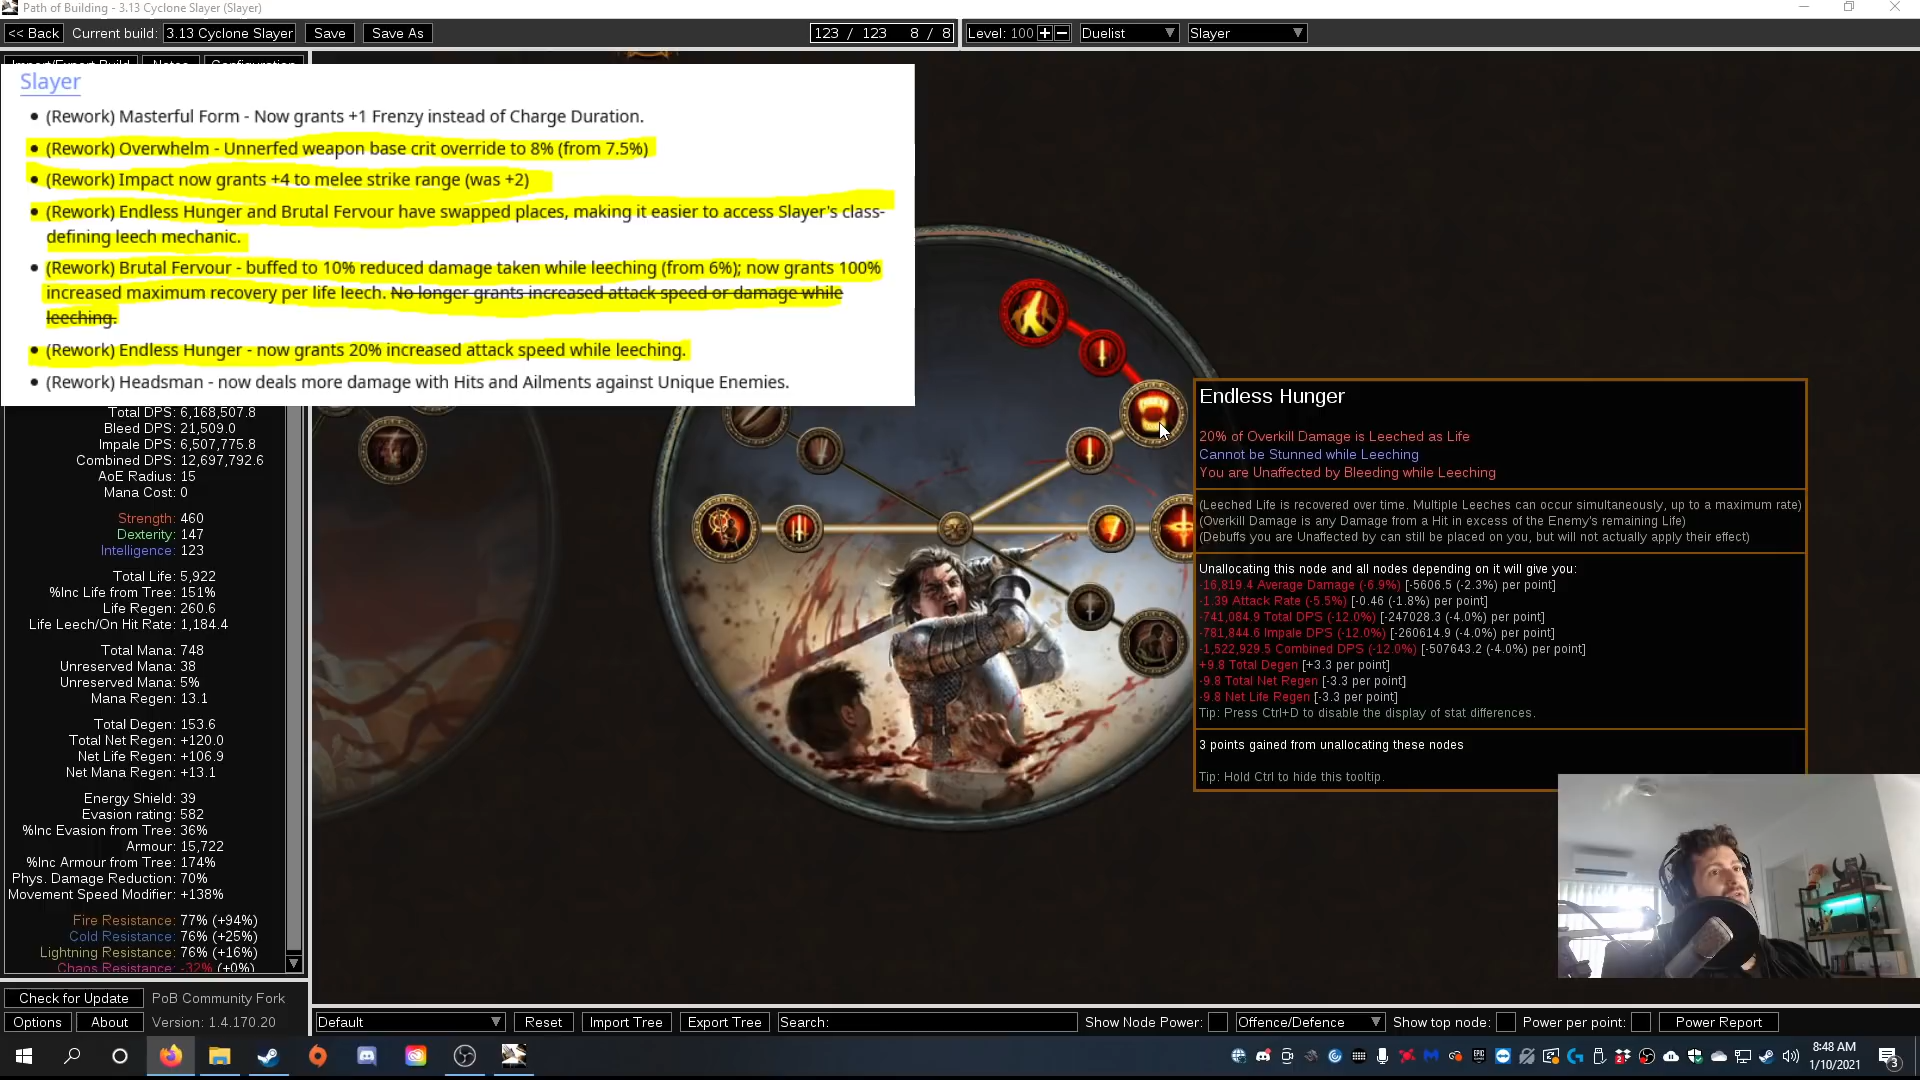 Path of Building - 3.13 Cyclone Slayer (Slayer)
<< Back Current build: 3.13 Cyclone Slayer Save Save As 123 / 123 8 / 8 Level: 100 + − Duelist Slayer
Import/Export Build Notes Configuration
Slayer
• (Rework) Masterful Form - Now grants +1 Frenzy instead of Charge Duration.
• (Rework) Overwhelm - Unnerfed weapon base crit override to 8% (from 7.5%)
• (Rework) Impact now grants +4 to melee strike range (was +2)
• (Rework) Endless Hunger and Brutal Fervour have swapped places, making it easier to access Slayer's class-
defining leech mechanic.
• (Rework) Brutal Fervour - buffed to 10% reduced damage taken while leeching (from 6%); now grants 100%
increased maximum recovery per life leech. No longer grants increased attack speed or damage while
leeching.
• (Rework) Endless Hunger - now grants 20% increased attack speed while leeching.
• (Rework) Headsman - now deals more damage with Hits and Ailments against Unique Enemies.
Total DPS: 6,168,507.8
Bleed DPS: 21,509.0
Impale DPS: 6,507,775.8
Combined DPS: 12,697,792.6
AoE Radius: 15
Mana Cost: 0
Strength: 460
Dexterity: 147
Intelligence: 123
Total Life: 5,922
%Inc Life from Tree: 151%
Life Regen: 260.6
Life Leech/On Hit Rate: 1,184.4
Total Mana: 748
Unreserved Mana: 38
Unreserved Mana: 5%
Mana Regen: 13.1
Total Degen: 153.6
Total Net Regen: +120.0
Net Life Regen: +106.9
Net Mana Regen: +13.1
Energy Shield: 39
Evasion rating: 582
%Inc Evasion from Tree: 36%
Armour: 15,722
%Inc Armour from Tree: 174%
Phys. Damage Reduction: 70%
Movement Speed Modifier: +138%
Fire Resistance: 77% (+94%)
Cold Resistance: 76% (+25%)
Lightning Resistance: 76% (+16%)
Chaos Resistance: -32% (+0%)
Endless Hunger
20% of Overkill Damage is Leeched as Life
Cannot be Stunned while Leeching
You are Unaffected by Bleeding while Leeching
(Leeched Life is recovered over time. Multiple Leeches can occur simultaneously, up to a maximum rate)
(Overkill Damage is any Damage from a Hit in excess of the Enemy's remaining Life)
(Debuffs you are Unaffected by can still be placed on you, but will not actually apply their effect)
Unallocating this node and all nodes depending on it will give you:
-16,819.4 Average Damage (-6.9%) [-5606.5 (-2.3%) per point]
-1.39 Attack Rate (-5.5%) [-0.46 (-1.8%) per point]
-741,084.9 Total DPS (-12.0%) [-247028.3 (-4.0%) per point]
-781,844.6 Impale DPS (-12.0%) [-260614.9 (-4.0%) per point]
-1,522,929.5 Combined DPS (-12.0%) [-507643.2 (-4.0%) per point]
+9.8 Total Degen [+3.3 per point]
-9.8 Total Net Regen [-3.3 per point]
-9.8 Net Life Regen [-3.3 per point]
Tip: Press Ctrl+D to disable the display of stat differences.
3 points gained from unallocating these nodes
Tip: Hold Ctrl to hide this tooltip.
Check for Update PoB Community Fork
Options About Version: 1.4.170.20
Default Reset Import Tree Export Tree Search: Show Node Power: Offence/Defence Show top node: Power per point: Power Report
8:48 AM
1/10/2021
3